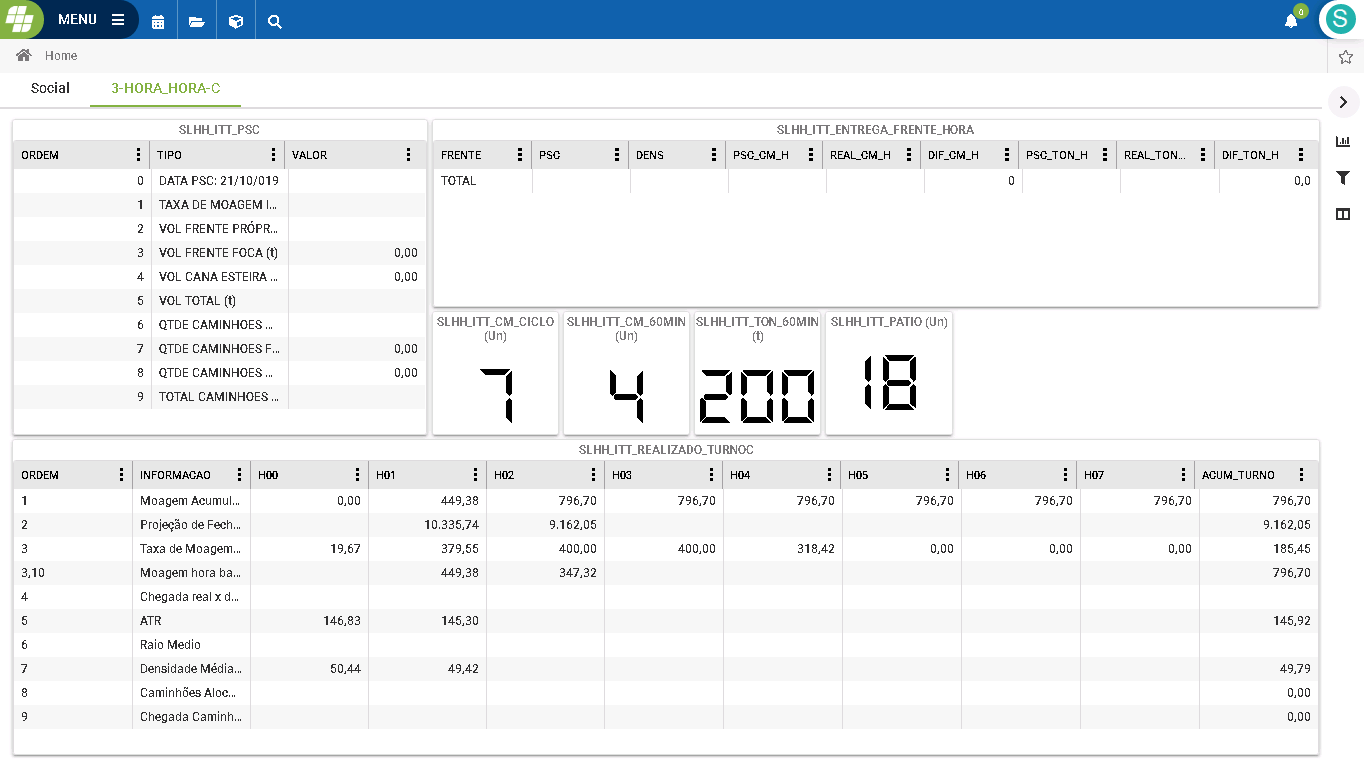 MENU
0
S
Home
Social 3-HORA_HORA-C
SLHH_ITT_PSC
ORDEM TIPO VALOR
0 DATA PSC: 21/10/019
1 TAXA DE MOAGEM I...
2 VOL FRENTE PRÓPR...
3 VOL FRENTE FOCA (t) 0,00
4 VOL CANA ESTEIRA ... 0,00
5 VOL TOTAL (t)
6 QTDE CAMINHOES ...
7 QTDE CAMINHOES F... 0,00
8 QTDE CAMINHOES ... 0,00
9 TOTAL CAMINHOES ...
SLHH_ITT_ENTREGA_FRENTE_HORA
FRENTE PSC DENS PSC_CM_H REAL_CM_H DIF_CM_H PSC_TON_H REAL_TON... DIF_TON_H
TOTAL 0 0,0
SLHH_ITT_CM_CICLO
(Un)
7
SLHH_ITT_CM_60MIN
(Un)
4
SLHH_ITT_TON_60MIN
(t)
200
SLHH_ITT_PATIO (Un)
18
SLHH_ITT_REALIZADO_TURNOC
ORDEM INFORMACAO H00 H01 H02 H03 H04 H05 H06 H07 ACUM_TURNO
1 Moagem Acumul... 0,00 449,38 796,70 796,70 796,70 796,70 796,70 796,70 796,70
2 Projeção de Fech... 10.335,74 9.162,05 9.162,05
3 Taxa de Moagem... 19,67 379,55 400,00 400,00 318,42 0,00 0,00 0,00 185,45
3,10 Moagem hora ba... 449,38 347,32 796,70
4 Chegada real x d...
5 ATR 146,83 145,30 145,92
6 Raio Medio
7 Densidade Média... 50,44 49,42 49,79
8 Caminhões Aloc... 0,00
9 Chegada Caminh... 0,00